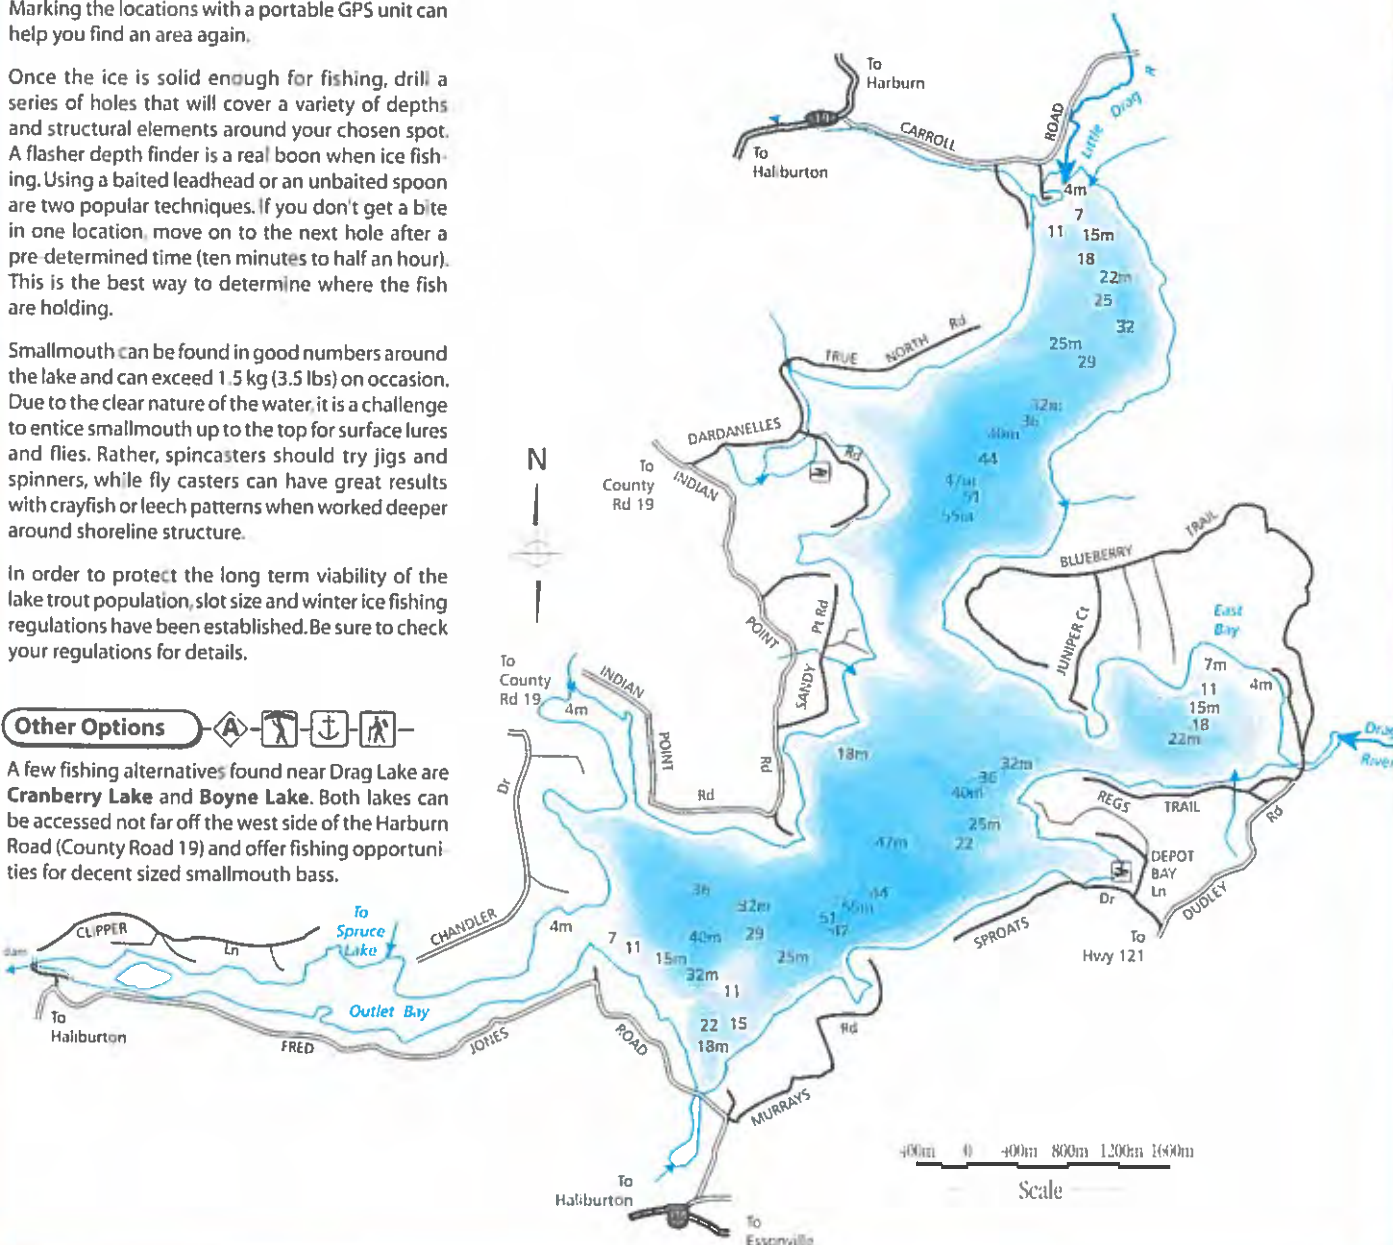 Marking the locations with a portable GPS unit can
help you find an area again.
Once the ice is solid enough for fishing, drill a
series of holes that will cover a variety of depths
and structural elements around your chosen spot.
A flasher depth finder is a real boon when ice fish-
ing. Using a baited leadhead or an unbaited spoon
are two popular techniques. If you don't get a bite
in one location, move on to the next hole after a
pre-determined time (ten minutes to half an hour).
This is the best way to determine where the fish
are holding.
Smallmouth can be found in good numbers around
the lake and can exceed 1.5 kg (3.5 lbs) on occasion.
Due to the clear nature of the water, it is a challenge
to entice smallmouth up to the top for surface lures
and flies. Rather, spincasters should try jigs and
spinners, while fly casters can have great results
with crayfish or leech patterns when worked deeper
around shoreline structure.
In order to protect the long term viability of the
lake trout population, slot size and winter ice fishing
regulations have been established. Be sure to check
your regulations for details.
Other Options
A
A few fishing alternatives found near Drag Lake are
Cranberry Lake and Boyne Lake. Both lakes can
be accessed not far off the west side of the Harburn
Road (County Road 19) and offer fishing opportuni-
ties for decent sized smallmouth bass.
To
Harburn
To
Haliburton
CARROLL
ROAD
Little Drag R
4m
7
11
15m
18
22m
25
32
25m
29
32m
36
40m
44
47m
51
55m
TRUE NORTH Rd
DARDANELLES
Rd
N
To
County
Rd 19
INDIAN
POINT
Rd
SANDY
Pt Rd
BLUEBERRY
TRAIL
JUNIPER Ct
East
Bay
7m
4m
11
15m
18
22m
Drag
River
To
County
Rd 19
INDIAN
POINT
Rd
4m
18m
32m
36
40m
25m
22
47m
REGS
TRAIL
Rd
DUDLEY
DEPOT
BAY
Ln
Dr
SPROATS
To
Hwy 121
Dr
CHANDLER
36
32m
44
55m
51
47
40m
29
25m
4m
7
11
15m
32m
11
22
15
18m
CLIPPER
Ln
To
Spruce
Lake
dam
Outlet Bay
To
Haliburton
FRED
JONES
ROAD
MURRAYS
Rd
To
Haliburton
To
Essonville
400m 0 400m 800m 1200m 1600m
Scale